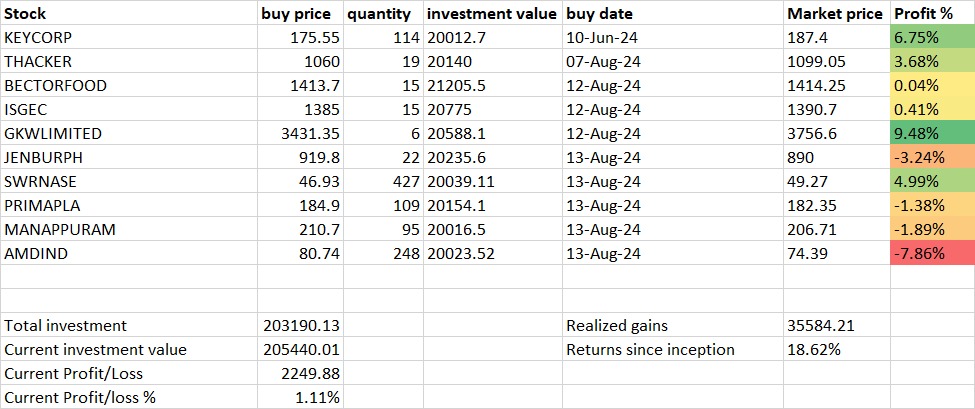 Stock buy price quantity investment value buy date Market price Profit %
KEYCORP 175.55 114 20012.7 10-Jun-24 187.4 6.75%
THACKER 1060 19 20140 07-Aug-24 1099.05 3.68%
BECTORFOOD 1413.7 15 21205.5 12-Aug-24 1414.25 0.04%
ISGEC 1385 15 20775 12-Aug-24 1390.7 0.41%
GKWLIMITED 3431.35 6 20588.1 12-Aug-24 3756.6 9.48%
JENBURPH 919.8 22 20235.6 13-Aug-24 890 -3.24%
SWRNASE 46.93 427 20039.11 13-Aug-24 49.27 4.99%
PRIMAPLA 184.9 109 20154.1 13-Aug-24 182.35 -1.38%
MANAPPURAM 210.7 95 20016.5 13-Aug-24 206.71 -1.89%
AMDIND 80.74 248 20023.52 13-Aug-24 74.39 -7.86%
Total investment 203190.13 Realized gains 35584.21
Current investment value 205440.01 Returns since inception 18.62%
Current Profit/Loss 2249.88
Current Profit/loss % 1.11%